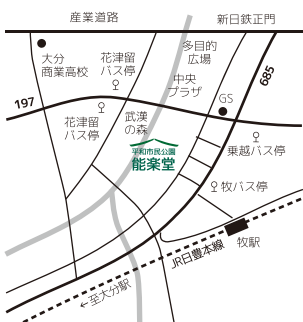 産業道路
新日鉄正門
多目的
広場
大分
商業高校
花津留
バス停
中央
プラザ
685
GS
197
武漢
の森
花津留
バス停
平和市民公園
能楽堂
乗越バス停
牧バス停
牧駅
JR日豊本線
←至大分駅